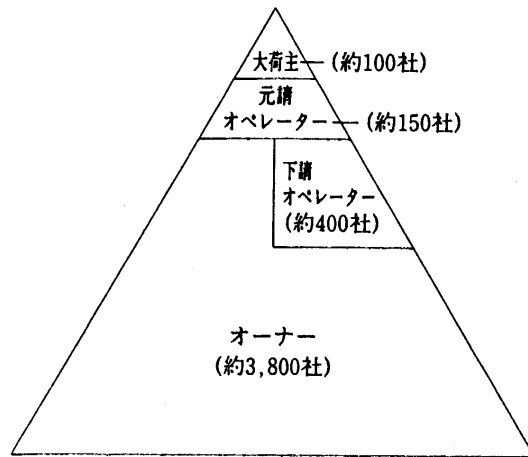 大荷主 (約100社)
元請
オペレーター (約150社)
下請
オペレーター
(約400社)
オーナー
(約3,800社)